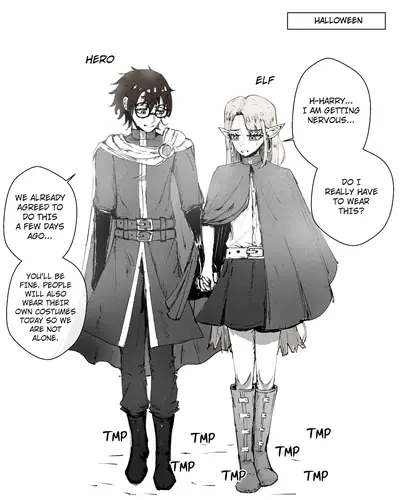 HALLOWEEN
HERO
ELF
H-HARRY...
I AM GETTING
NERVOUS...
DO I
REALLY HAVE
TO WEAR
THIS?
WE ALREADY
AGREED TO
DO THIS
A FEW DAYS
AGO...
YOU'LL BE
FINE. PEOPLE
WILL ALSO
WEAR THEIR
OWN COSTUMES
TODAY SO WE
ARE NOT
ALONE.
TMP
TMP
TMP
TMP
TMP
TMP
TMP